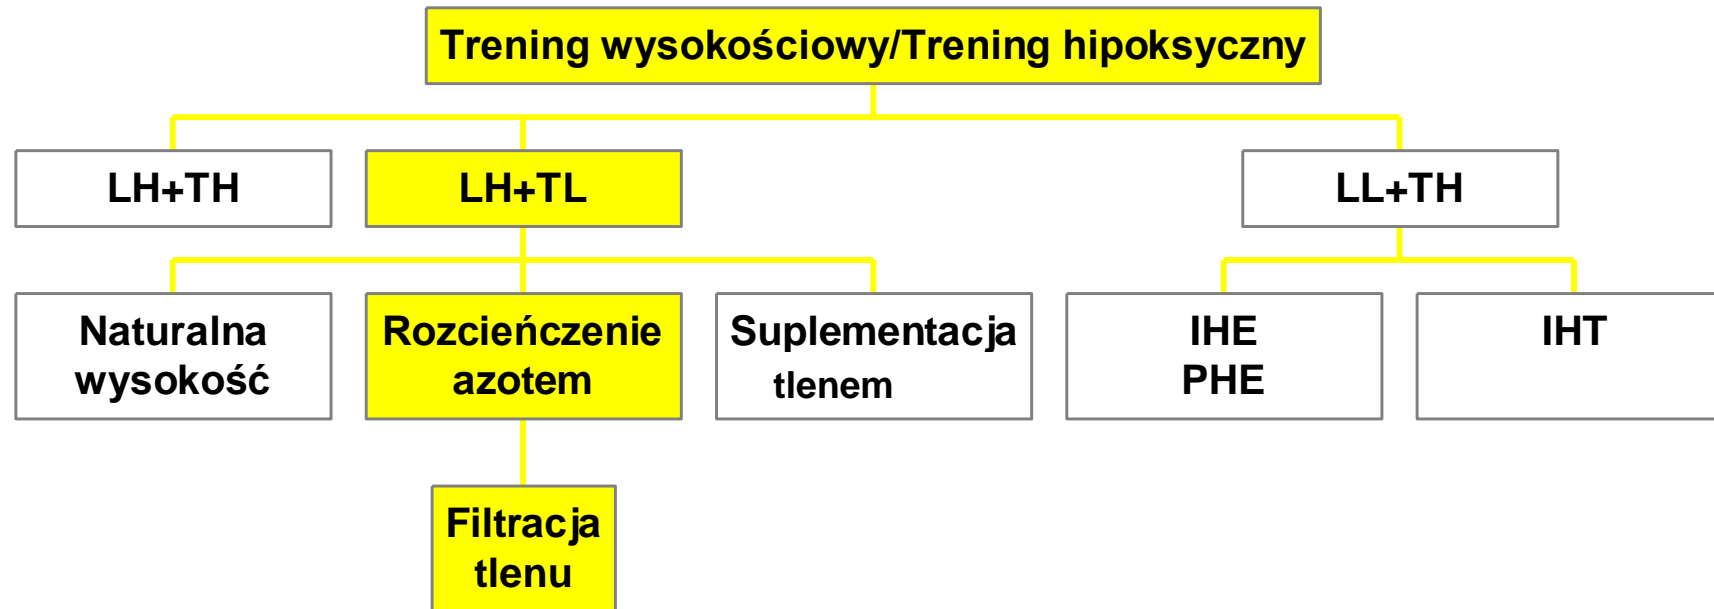 Trening wysokościowy/Trening hipoksyczny
LH+TH
LH+TL
LL+TH
Naturalna
wysokość
Rozcieńczenie
azotem
Suplementacja
tlenem
IHE
PHE
IHT
Filtracja
tlenu